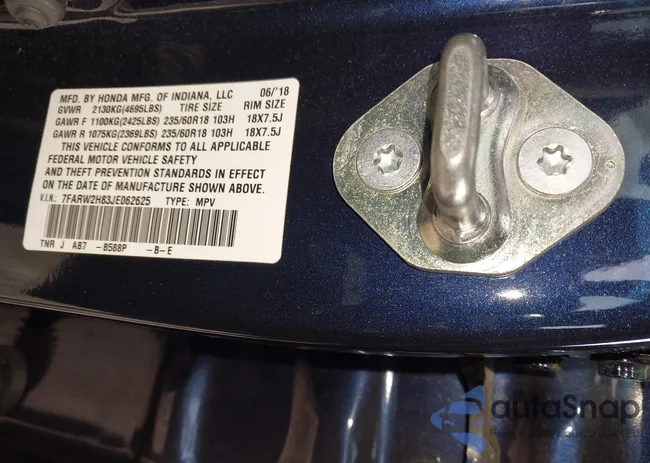 MFD. BY HONDA MFG. OF INDIANA, LLC 06/'18
GVWR 2130KG(4695LBS) TIRE SIZE RIM SIZE
GAWR F 1100KG(2425LBS) 235/60R18 103H 18X7.5J
GAWR R 1075KG(2369LBS) 235/60R18 103H 18X7.5J
THIS VEHICLE CONFORMS TO ALL APPLICABLE
FEDERAL MOTOR VEHICLE SAFETY
AND THEFT PREVENTION STANDARDS IN EFFECT
ON THE DATE OF MANUFACTURE SHOWN ABOVE.
V.I.N.: 7FARW2H83JE062625 TYPE: MPV
TNR J AB7 -B588P -B-E
autaSnap